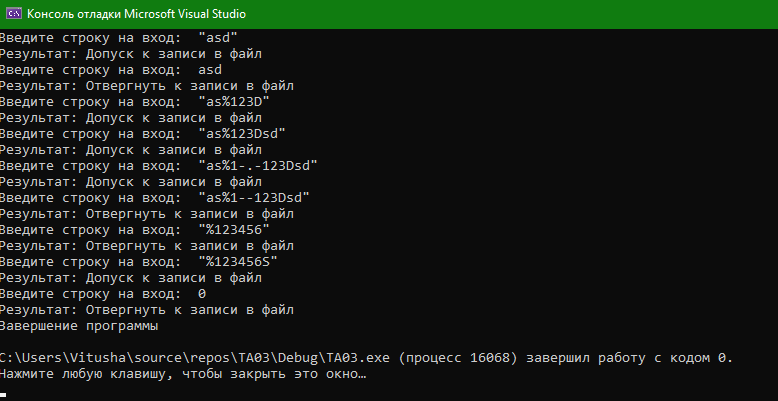 Консоль отладки Microsoft Visual Studio
Введите строку на вход:  "asd"
Результат: Допуск к записи в файл
Введите строку на вход:  asd
Результат: Отвергнуть к записи в файл
Введите строку на вход:  "as%123D"
Результат: Допуск к записи в файл
Введите строку на вход:  "as%123Dsd"
Результат: Допуск к записи в файл
Введите строку на вход:  "as%1-.-123Dsd"
Результат: Допуск к записи в файл
Введите строку на вход:  "as%1--123Dsd"
Результат: Отвергнуть к записи в файл
Введите строку на вход:  "%123456"
Результат: Отвергнуть к записи в файл
Введите строку на вход:  "%123456S"
Результат: Допуск к записи в файл
Введите строку на вход:  0
Результат: Отвергнуть к записи в файл
Завершение программы
C:\Users\Vitusha\source\repos\TA03\Debug\TA03.exe (процесс 16068) завершил работу с кодом 0.
Нажмите любую клавишу, чтобы закрыть это окно…